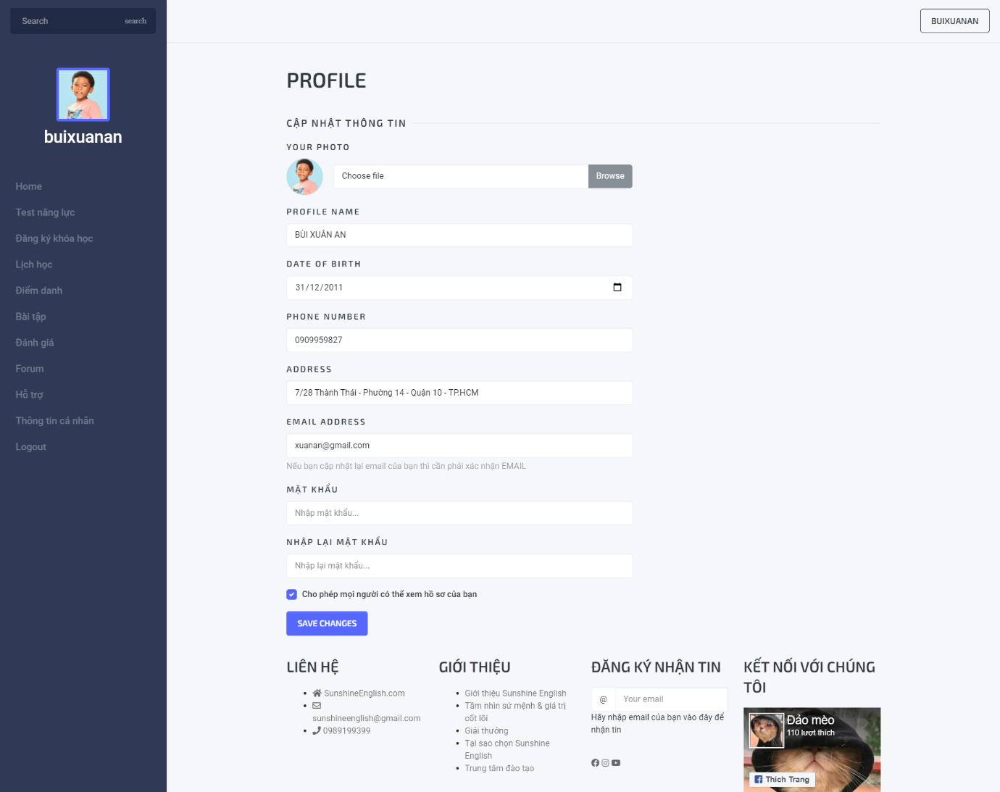 Search
search
BUIXUANAN
buixuanan
Home
Test năng lực
Đăng ký khóa học
Lịch học
Điểm danh
Bài tập
Đánh giá
Forum
Hỗ trợ
Thông tin cá nhân
Logout
PROFILE
CẬP NHẬT THÔNG TIN
YOUR PHOTO
Choose file
Browse
PROFILE NAME
BÙI XUÂN AN
DATE OF BIRTH
31/12/2011
PHONE NUMBER
0909959827
ADDRESS
7/28 Thành Thái - Phường 14 - Quận 10 - TP.HCM
EMAIL ADDRESS
xuanan@gmail.com
Nếu bạn cập nhật lại email của bạn thì cần phải xác nhận EMAIL
MẬT KHẨU
Nhập mật khẩu...
NHẬP LẠI MẬT KHẨU
Nhập lại mật khẩu...
Cho phép mọi người có thể xem hồ sơ của bạn
SAVE CHANGES
LIÊN HỆ
SunshineEnglish.com
sunshineenglish@gmail.com
0989199399
GIỚI THIỆU
Giới thiệu Sunshine English
Tầm nhìn sứ mệnh & giá trị
cốt lõi
Giải thưởng
Tại sao chọn Sunshine
English
Trung tâm đào tạo
ĐĂNG KÝ NHẬN TIN
@ Your email
Hãy nhập email của bạn vào đây để
nhận tin
KẾT NỐI VỚI CHÚNG
TÔI
Đảo mèo
110 lượt thích
Thích Trang